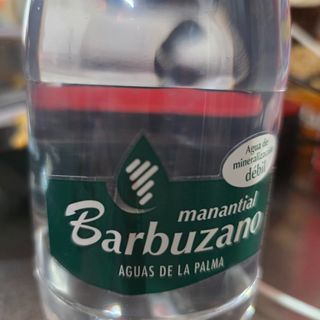 Agua de
mineralización
débil
manantial
Barbuzano
AGUAS DE LA PALMA